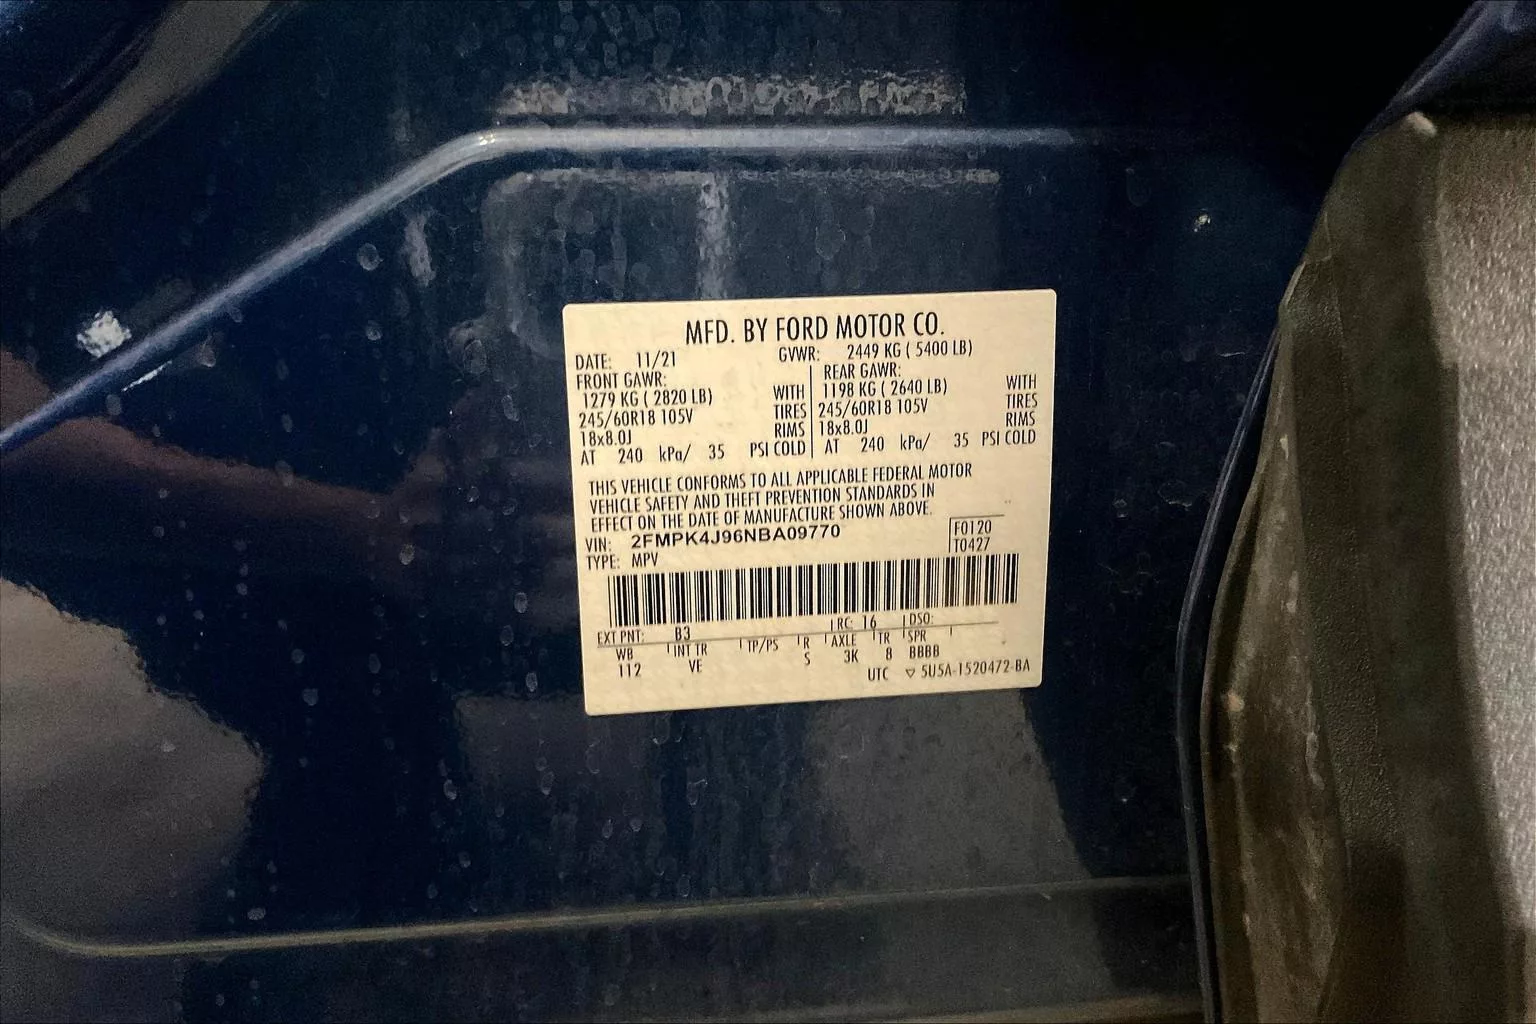 MFD. BY FORD MOTOR CO.
DATE: 11/21 GVWR: 2449 KG ( 5400 LB)
FRONT GAWR: REAR GAWR:
1279 KG ( 2820 LB) WITH 1198 KG ( 2640 LB) WITH
245/60R18 105V TIRES 245/60R18 105V TIRES
18x8.0J RIMS 18x8.0J RIMS
AT 240 kPa/ 35 PSI COLD AT 240 kPa/ 35 PSI COLD
THIS VEHICLE CONFORMS TO ALL APPLICABLE FEDERAL MOTOR
VEHICLE SAFETY AND THEFT PREVENTION STANDARDS IN
EFFECT ON THE DATE OF MANUFACTURE SHOWN ABOVE.
VIN: 2FMPK4J96NBA09770 F0120
TYPE: MPV T0427
EXT PNT: B3 RC: 16 DSO:
WB INT TR TP/PS R AXLE TR SPR
112 VE S 3K 8 BBBB
UTC ▽ 5U5A-1520472-BA